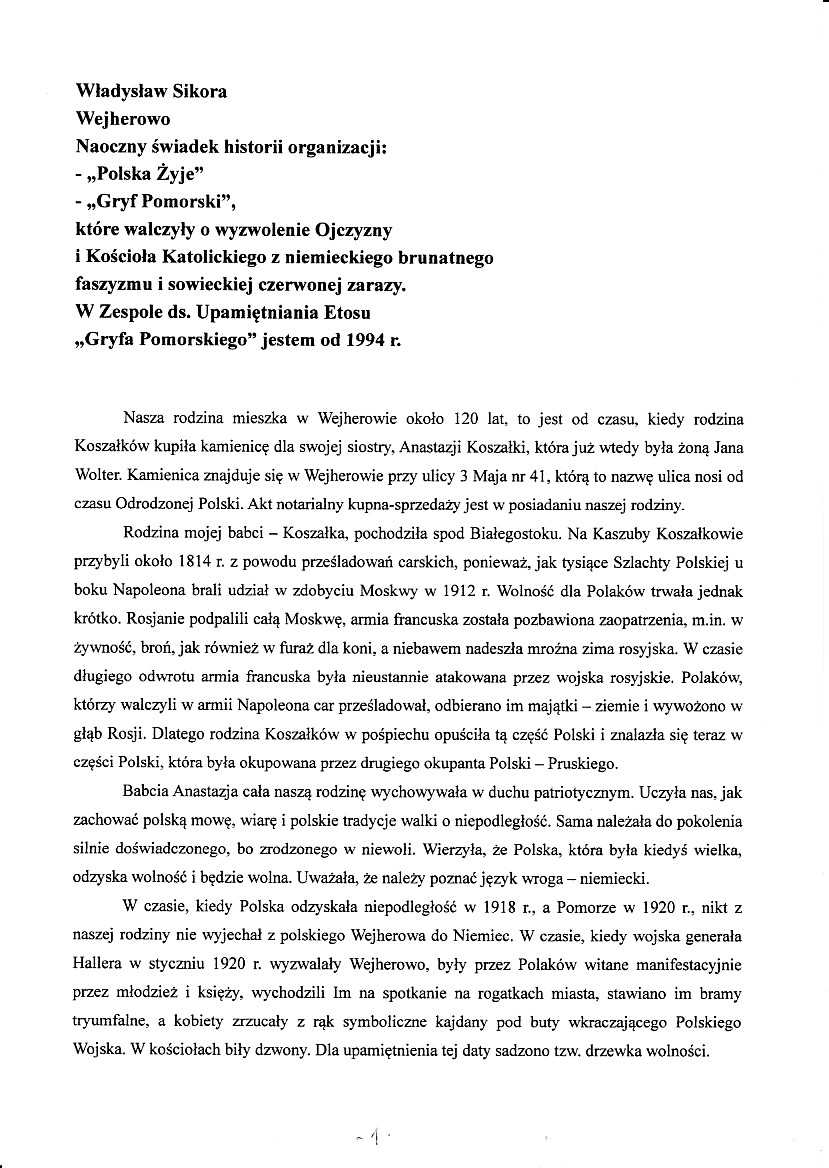 Władysław Sikora
Wejherowo
Naoczny świadek historii organizacji:
- „Polska Żyje”
- „Gryf Pomorski”,
które walczyły o wyzwolenie Ojczyzny
i Kościoła Katolickiego z niemieckiego brunatnego
faszyzmu i sowieckiej czerwonej zarazy.
W Zespole ds. Upamiętniania Etosu
„Gryfa Pomorskiego” jestem od 1994 r.
Nasza rodzina mieszka w Wejherowie około 120 lat, to jest od czasu, kiedy rodzina
Koszałków kupiła kamienicę dla swojej siostry, Anastazji Koszałki, która już wtedy była żoną Jana
Wolter. Kamienica znajduje się w Wejherowie przy ulicy 3 Maja nr 41, którą to nazwę ulica nosi od
czasu Odrodzonej Polski. Akt notarialny kupna-sprzedaży jest w posiadaniu naszej rodziny.
Rodzina mojej babci – Koszałka, pochodziła spod Białegostoku. Na Kaszuby Koszałkowie
przybyli około 1814 r. z powodu prześladowań carskich, ponieważ, jak tysiące Szlachty Polskiej u
boku Napoleona brali udział w zdobyciu Moskwy w 1912 r. Wolność dla Polaków trwała jednak
krótko. Rosjanie podpalili całą Moskwę, armia francuska została pozbawiona zaopatrzenia, m.in. w
żywność, broń, jak również w furaż dla koni, a niebawem nadeszła mroźna zima rosyjska. W czasie
długiego odwrotu armia francuska była nieustannie atakowana przez wojska rosyjskie. Polaków,
którzy walczyli w armii Napoleona car prześladował, odbierano im majątki – ziemie i wywożono w
głąb Rosji. Dlatego rodzina Koszałków w pośpiechu opuściła tą część Polski i znalazła się teraz w
części Polski, która była okupowana przez drugiego okupanta Polski – Pruskiego.
Babcia Anastazja cała naszą rodzinę wychowywała w duchu patriotycznym. Uczyła nas, jak
zachować polską mowę, wiarę i polskie tradycje walki o niepodległość. Sama należała do pokolenia
silnie doświadczonego, bo zrodzonego w niewoli. Wierzyła, że Polska, która była kiedyś wielka,
odzyska wolność i będzie wolna. Uważała, że należy poznać język wroga – niemiecki.
W czasie, kiedy Polska odzyskała niepodległość w 1918 r., a Pomorze w 1920 r., nikt z
naszej rodziny nie wyjechał z polskiego Wejherowa do Niemiec. W czasie, kiedy wojska generała
Hallera w styczniu 1920 r. wyzwalały Wejherowo, były przez Polaków witane manifestacyjnie
przez młodzież i księży, wychodzili Im na spotkanie na rogatkach miasta, stawiano im bramy
tryumfalne, a kobiety zrzucały z rąk symboliczne kajdany pod buty wkraczającego Polskiego
Wojska. W kościołach biły dzwony. Dla upamiętnienia tej daty sadzono tzw. drzewka wolności.
- 1 -